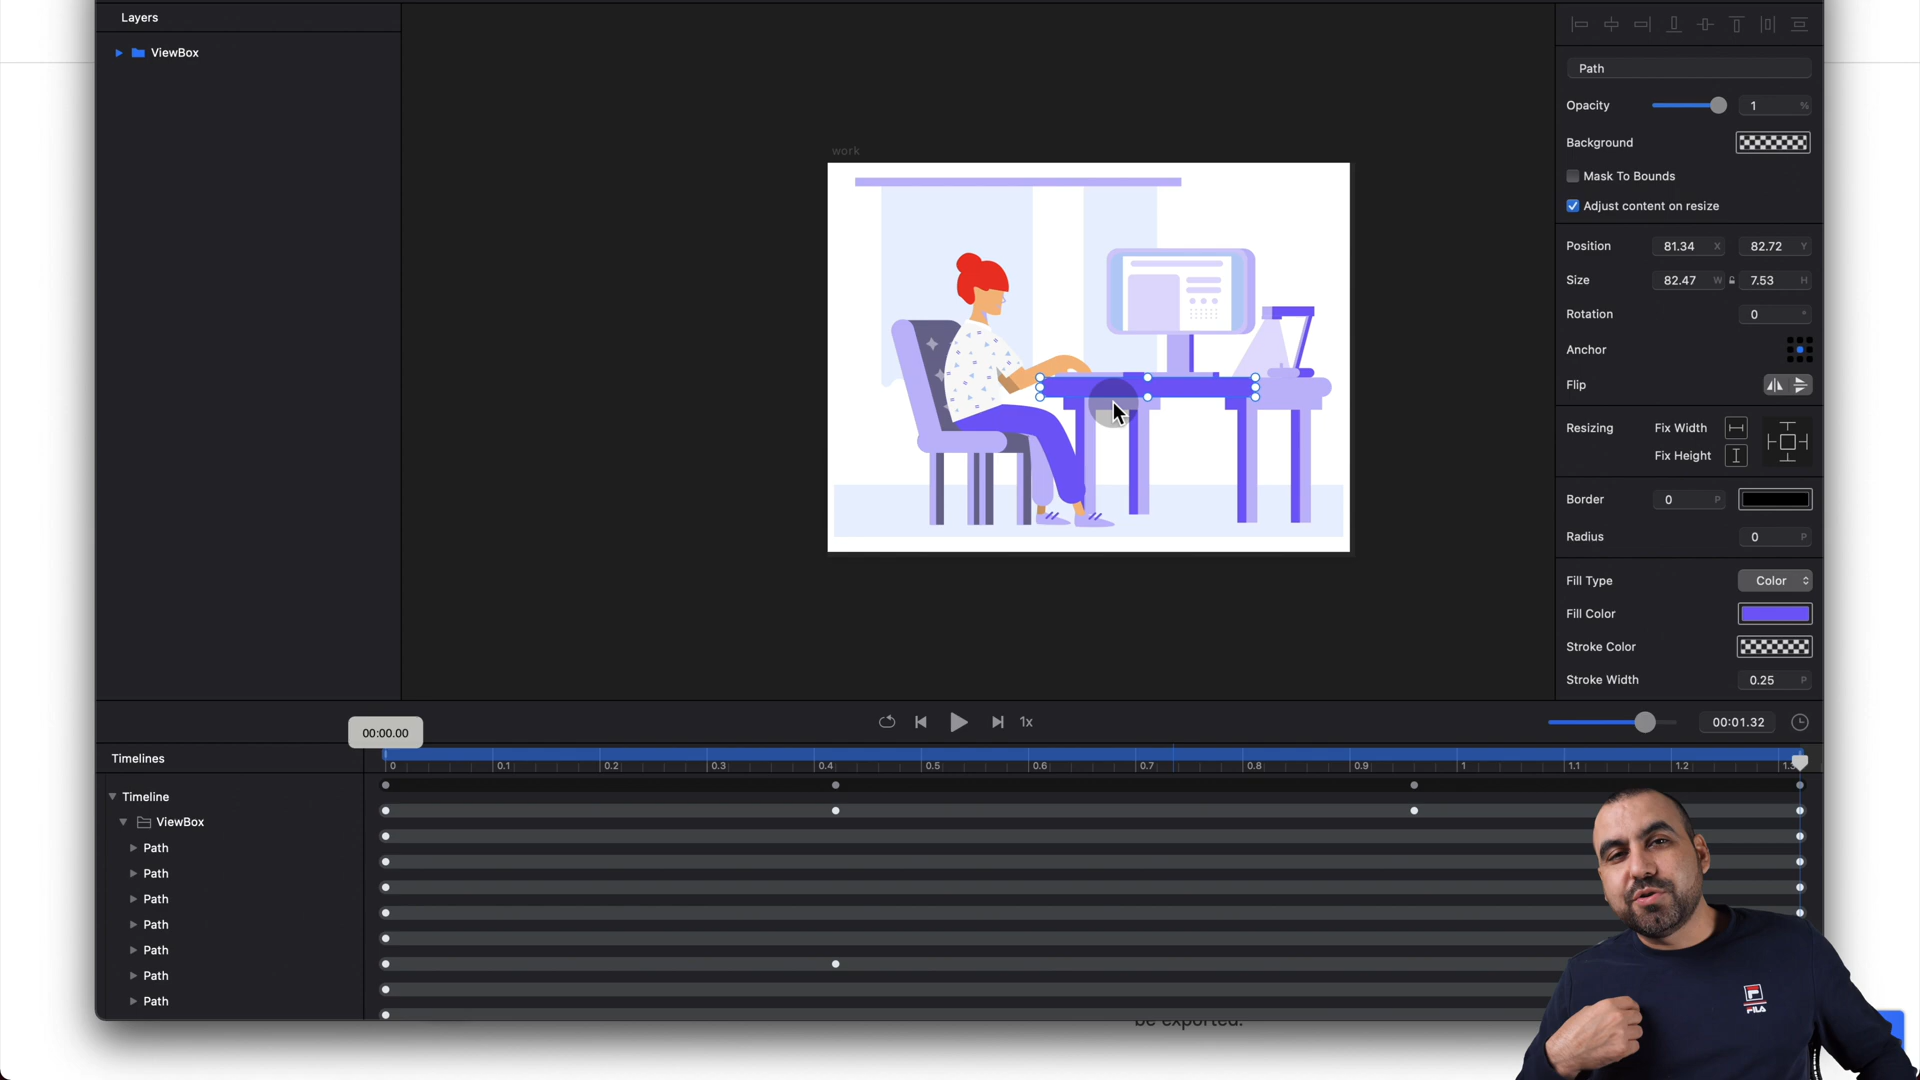 Layers
ViewBox
work
Path
Opacity 1 %
Background
Mask To Bounds
Adjust content on resize
Position 81.34 X 82.72 Y
Size 82.47 W 7.53 H
Rotation 0 °
Anchor
Flip
Resizing Fix Width
Fix Height
Border 0 P
Radius 0 P
Fill Type Color
Fill Color
Stroke Color
Stroke Width 0.25 P
1x
00:01.32
00:00.00
Timelines
0 0.1 0.2 0.3 0.4 0.5 0.6 0.7 0.8 0.9 1 1.1 1.2
Timeline
ViewBox
Path
Path
Path
Path
Path
Path
Path
FILA
be exported.